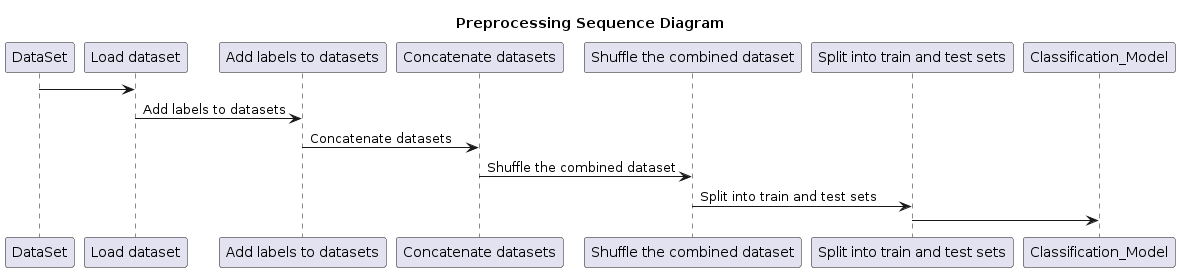 Preprocessing Sequence Diagram
DataSet
Load dataset
Add labels to datasets
Concatenate datasets
Shuffle the combined dataset
Split into train and test sets
Classification_Model
Add labels to datasets
Concatenate datasets
Shuffle the combined dataset
Split into train and test sets
DataSet
Load dataset
Add labels to datasets
Concatenate datasets
Shuffle the combined dataset
Split into train and test sets
Classification_Model